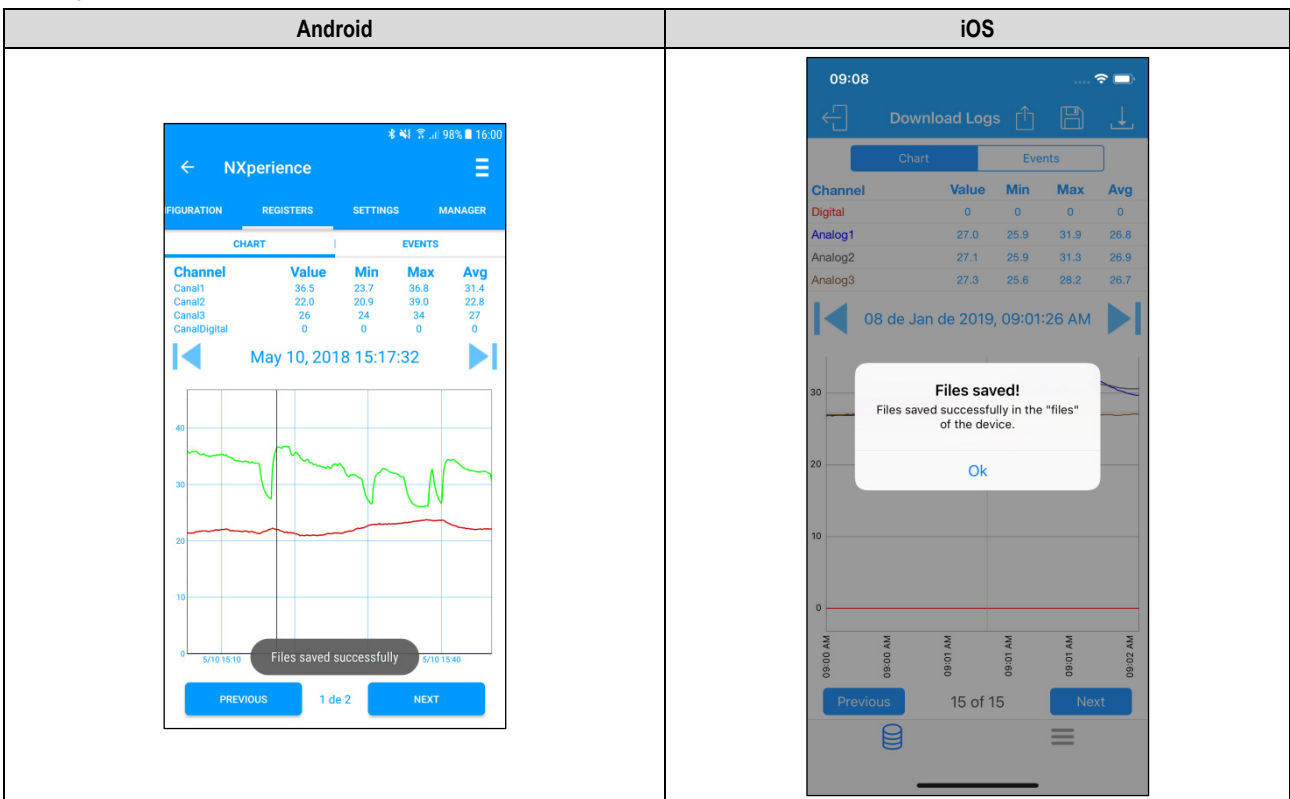 Android
iOS
98% 16:00
NXperience
FIGURATION REGISTERS SETTINGS MANAGER
CHART EVENTS
Channel Value Min Max Avg
Canal1 36.5 23.7 36.8 31.4
Canal2 22.0 20.9 39.0 22.8
Canal3 26 24 34 27
CanalDigital 0 0 0 0
May 10, 2018 15:17:32
40
30
20
10
0
5/10 15:10 5/10 15:40
Files saved successfully
PREVIOUS 1 de 2 NEXT
09:08
Download Logs
Chart Events
Channel Value Min Max Avg
Digital 0 0 0 0
Analog1 27.0 25.9 31.9 26.8
Analog2 27.1 25.9 31.3 26.9
Analog3 27.3 25.6 28.2 26.7
08 de Jan de 2019, 09:01:26 AM
Files saved!
Files saved successfully in the "files"
of the device.
Ok
30
20
10
0
09:00 AM
09:00 AM
09:01 AM
09:01 AM
09:01 AM
09:02 AM
Previous 15 of 15 Next